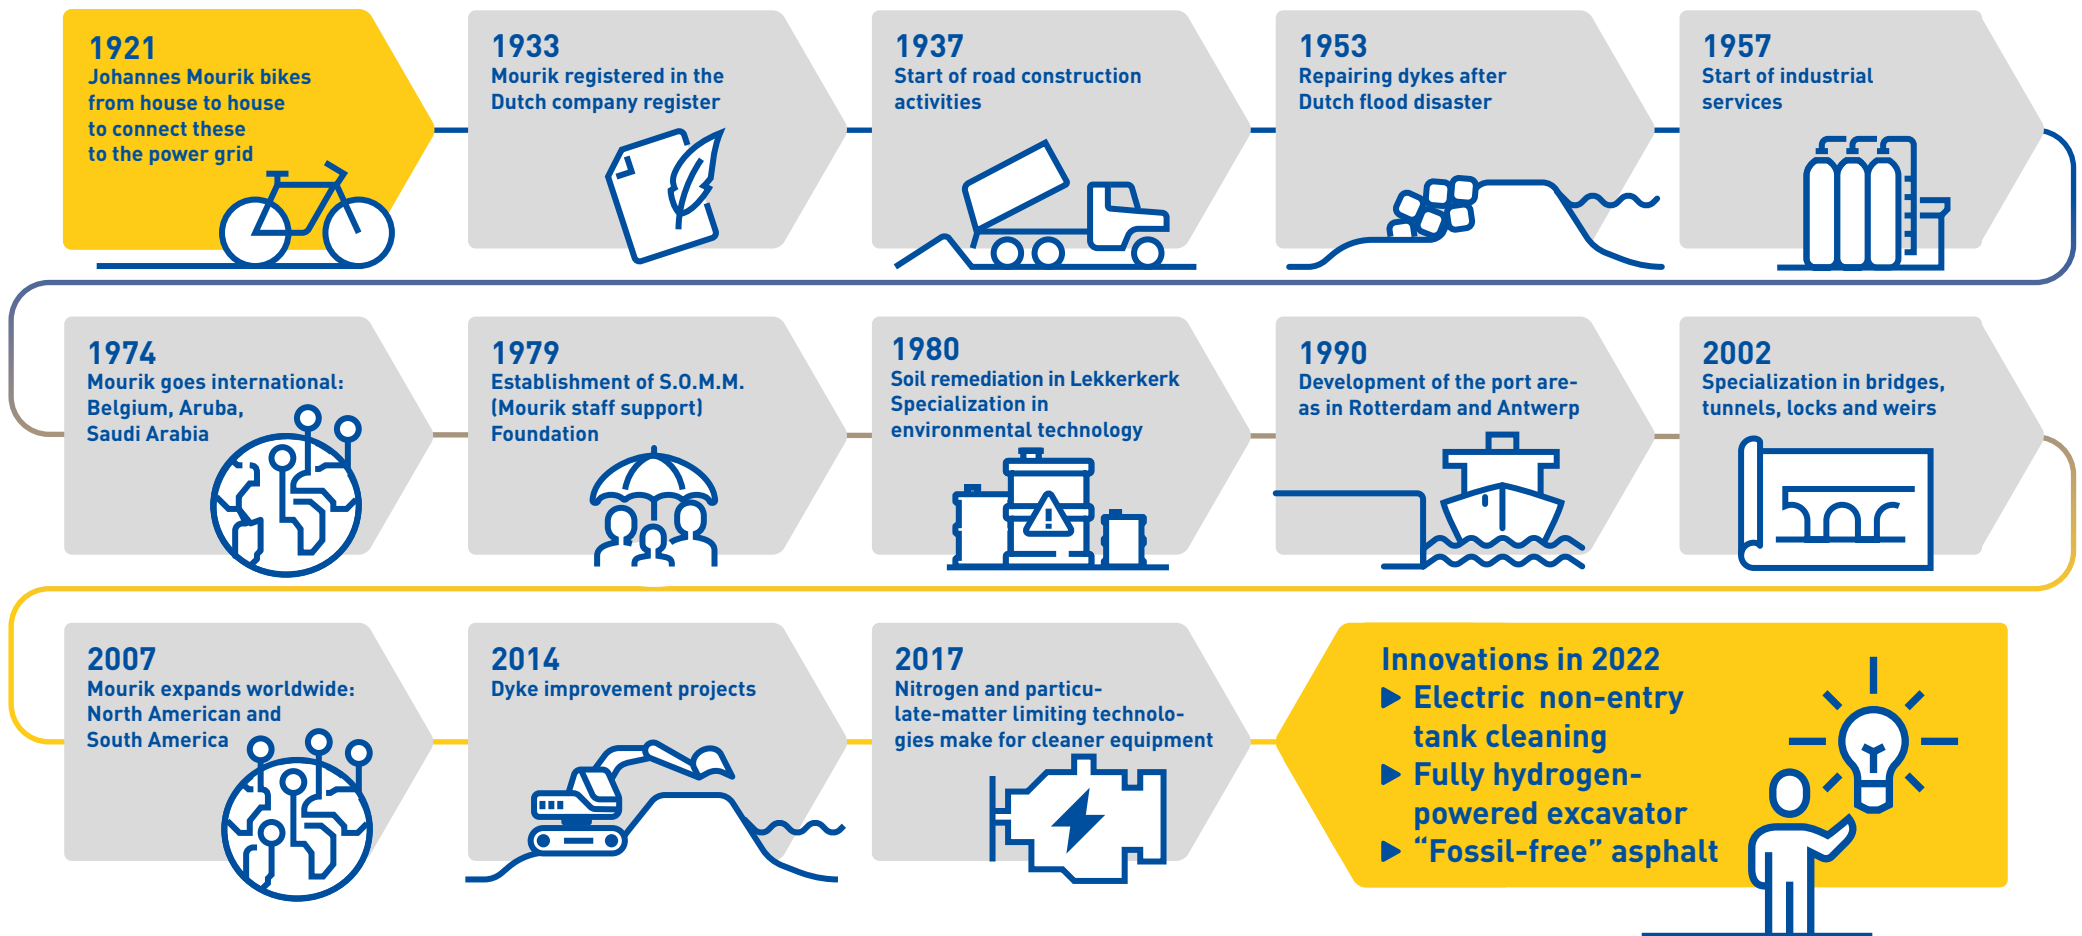 1921
Johannes Mourik bikes
from house to house
to connect these
to the power grid
1933
Mourik registered in the
Dutch company register
1937
Start of road construction
activities
1953
Repairing dykes after
Dutch flood disaster
1957
Start of industrial
services
1974
Mourik goes international:
Belgium, Aruba,
Saudi Arabia
1979
Establishment of S.O.M.M.
(Mourik staff support)
Foundation
1980
Soil remediation in Lekkerkerk
Specialization in
environmental technology
1990
Development of the port are-
as in Rotterdam and Antwerp
2002
Specialization in bridges,
tunnels, locks and weirs
2007
Mourik expands worldwide:
North American and
South America
2014
Dyke improvement projects
2017
Nitrogen and particu-
late-matter limiting technolo-
gies make for cleaner equipment
Innovations in 2022
Electric non-entry
tank cleaning
Fully hydrogen-
powered excavator
“Fossil-free” asphalt